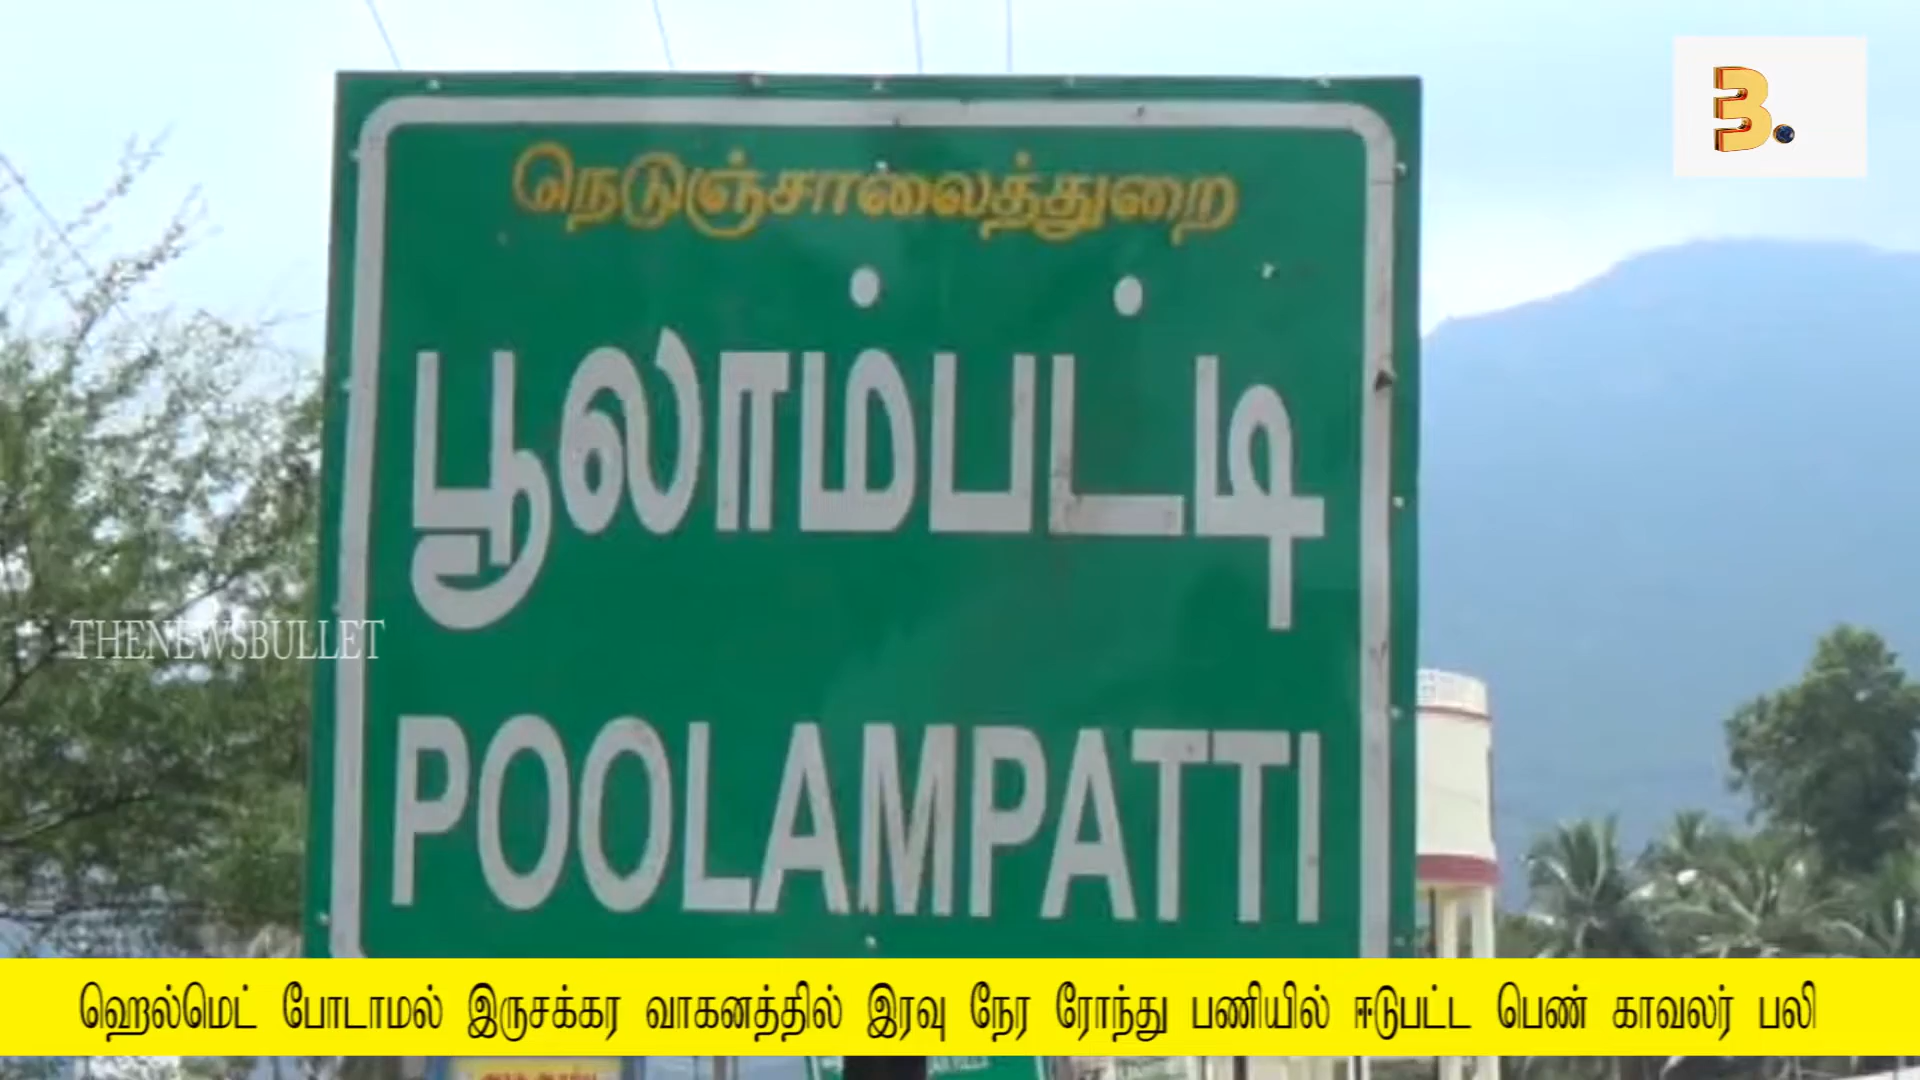 B.
நெடுஞ்சாலைத்துறை
பூலாம்பட்டி
THENEWSBULLET
POOLAMPATTI
ஹெல்மெட் போடாமல் இருசக்கர வாகனத்தில் இரவு நேர ரோந்து பணியில் ஈடுபட்ட பெண் காவலர் பலி